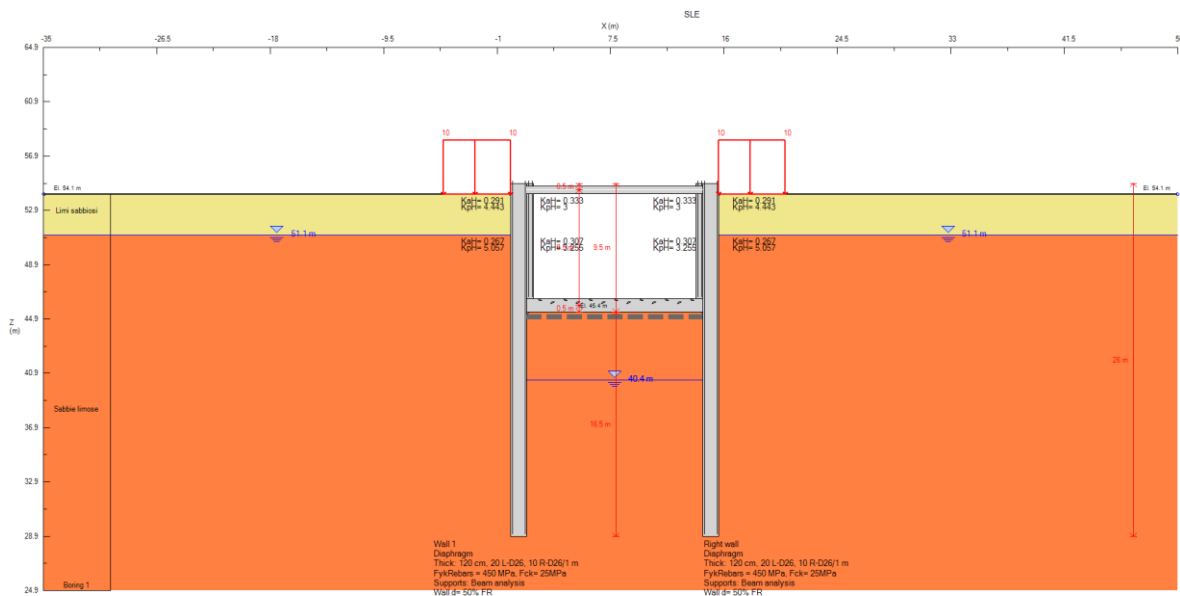 SLE
X (m)
-35 -26.5 -18 -9.5 -1 7.5 16 24.5 33 41.5 5
64.9
60.9
56.9
52.9
48.9
44.9
40.9
36.9
32.9
28.9
24.9
Z
(m)
10 10 10 10
El. 54.1 m
El. 54.1 m
0.5 m
Limi sabbiosi
KaH= 0.291 KaH= 0.333 KaH= 0.333 KaH= 0.291
KpH= 4.443 KpH= 3 KpH= 3 KpH= 4.443
51.1 m
51.1 m
KaH= 0.267 KaH= 0.307 KaH= 0.307 KaH= 0.267
KpH= 5.057 KpH= 3.255 KpH= 3.255 KpH= 5.057
9.5 m
El. 45.4 m
0.5 m
26 m
40.4 m
Sabbie limose
16.5 m
Boring 1
Wall 1
Diaphragm
Thick: 120 cm, 20 L-D26, 10 R-D26/1 m
FykRebars = 450 MPa, Fck= 25MPa
Supports: Beam analysis
Wall d= 50% FR
Right wall
Diaphragm
Thick: 120 cm, 20 L-D26, 10 R-D26/1 m
FykRebars = 450 MPa, Fck= 25MPa
Supports: Beam analysis
Wall d= 50% FR